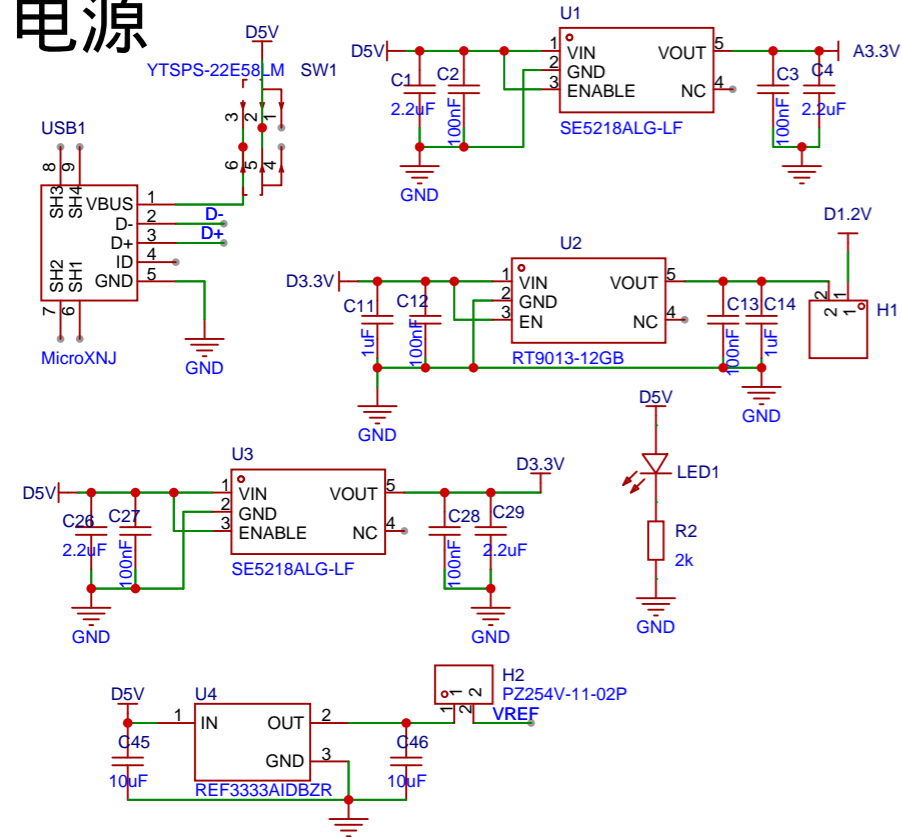 电源
D5V
YTSPS-22E58LM SW1
3 2 1
6 5 4
USB1
8 9
SH3 SH4
VBUS 1
D- 2 D-
D+ 3 D+
ID 4
GND 5
SH2 SH1
7 6
MicroXNJ
GND
U1
D5V 1 VIN VOUT 5 A3.3V
2 GND
3 ENABLE NC 4
C1 C2 C3 C4
2.2uF 100nF 100nF 2.2uF
SE5218ALG-LF
GND
D1.2V
U2
D3.3V 1 VIN VOUT 5
2 GND
3 EN NC 4
C11 C12 C13 C14
1uF 100nF 100nF 1uF
RT9013-12GB
2 1
2 1 H1
GND GND
D5V
LED1
R2
2k
GND
U3
D5V 1 VIN VOUT 5 D3.3V
2 GND
3 ENABLE NC 4
C26 C27 C28 C29
2.2uF 100nF 100nF 2.2uF
SE5218ALG-LF
GND GND
D5V U4
1 IN OUT 2
GND 3
C45 C46
10uF 10uF
REF3333AIDBZR
H2
PZ254V-11-02P
1 2
1 2
VREF